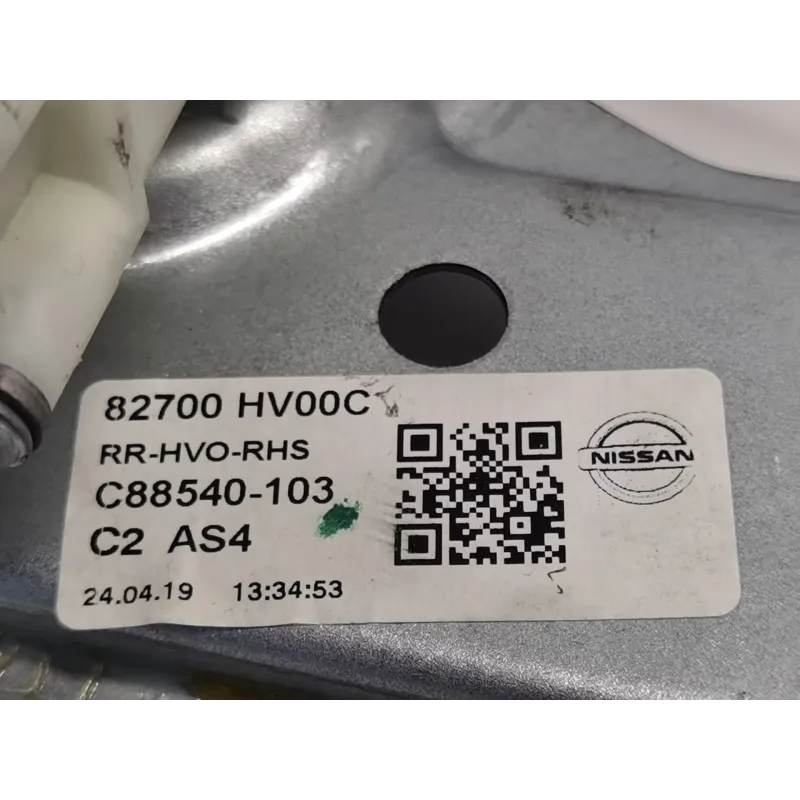 82700 HV00C
RR-HVO-RHS
C88540-103
C2 AS4
24.04.19 13:34:53
NISSAN